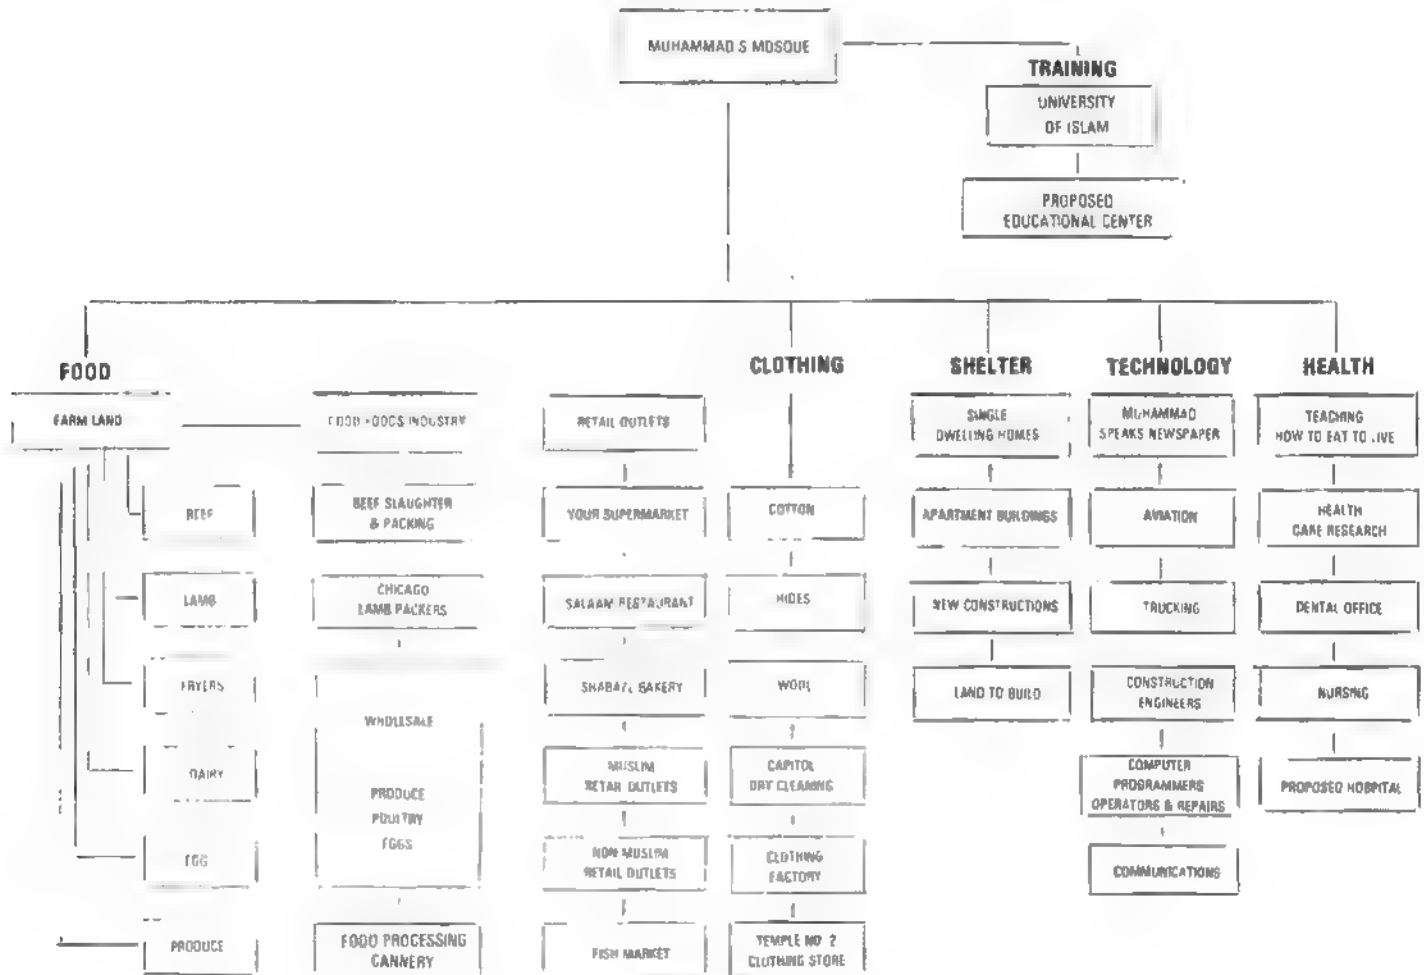 MUHAMMAD S MOSQUE
TRAINING
UNIVERSITY
OF ISLAM
PROPOSED
EDUCATIONAL CENTER
FOOD
FARM LAND
INDUSTRY
BEEF
BEEF SLAUGHTER
& PACKING
LAMB
CHICAGO
LAMB PACKERS
FRYERS
WHOLESALE
DAIRY
PRODUCE
POULTRY
EGGS
EGG
PRODUCE
FOOD PROCESSING
CANNERY
RETAIL OUTLETS
YOUR SUPERMARKET
SALAAM RESTAURANT
SHABAZZ BAKERY
MUSLIM
RETAIL OUTLETS
NON MUSLIM
RETAIL OUTLETS
FISH MARKET
CLOTHING
COTTON
HIDES
WOOL
CAPITOL
DRY CLEANING
CLOTHING
FACTORY
TEMPLE NO 2
CLOTHING STORE
SHELTER
SINGLE
DWELLING HOMES
APARTMENT BUILDINGS
NEW CONSTRUCTIONS
LAND TO BUILD
TECHNOLOGY
MUHAMMAD
SPEAKS NEWSPAPER
AVIATION
TRUCKING
CONSTRUCTION
ENGINEERS
COMPUTER
PROGRAMMERS
OPERATORS & REPAIRS
COMMUNICATIONS
HEALTH
TEACHING
HOW TO EAT TO LIVE
HEALTH
CARE RESEARCH
DENTAL OFFICE
NURSING
PROPOSED HOSPITAL